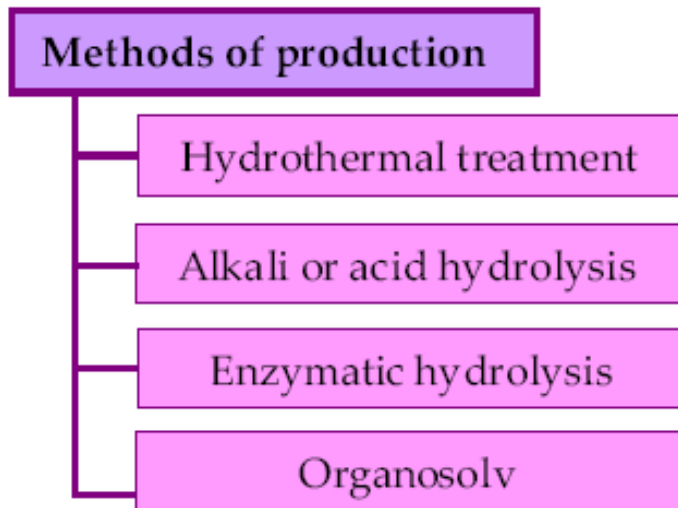 Methods of production
Hydrothermal treatment
Alkali or acid hydrolysis
Enzymatic hydrolysis
Organosolv